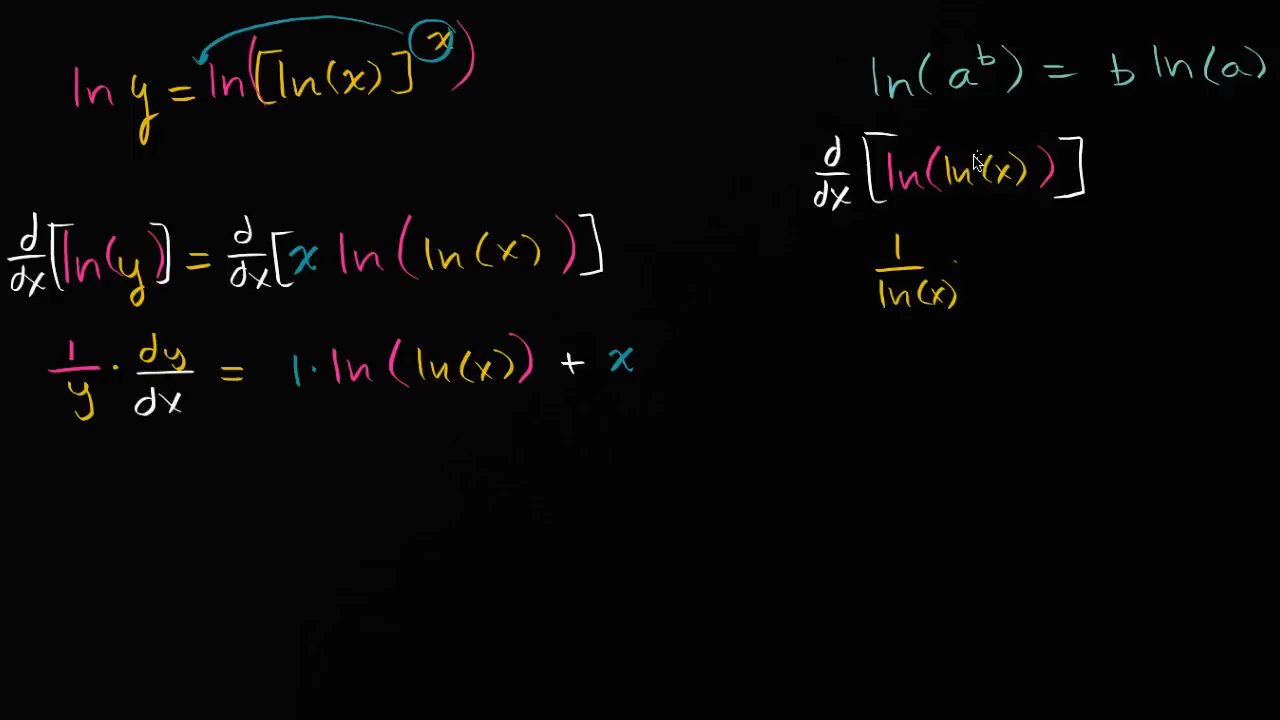 ln y = ln([ln(x)]^x)
ln(a^b) = b ln(a)
d/dx [ln(ln(x))]
d/dx [ln(y)] = d/dx [x ln(ln(x))]
1/ln(x) ·
1/y · dy/dx = 1 · ln(ln(x)) + x